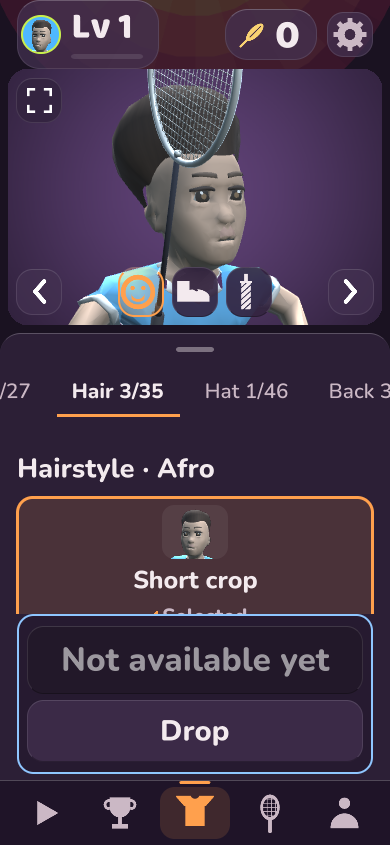 Lv 1
0
/27
Hair 3/35
Hat 1/46
Back 3
Hairstyle · Afro
Short crop
Selected
Not available yet
Drop